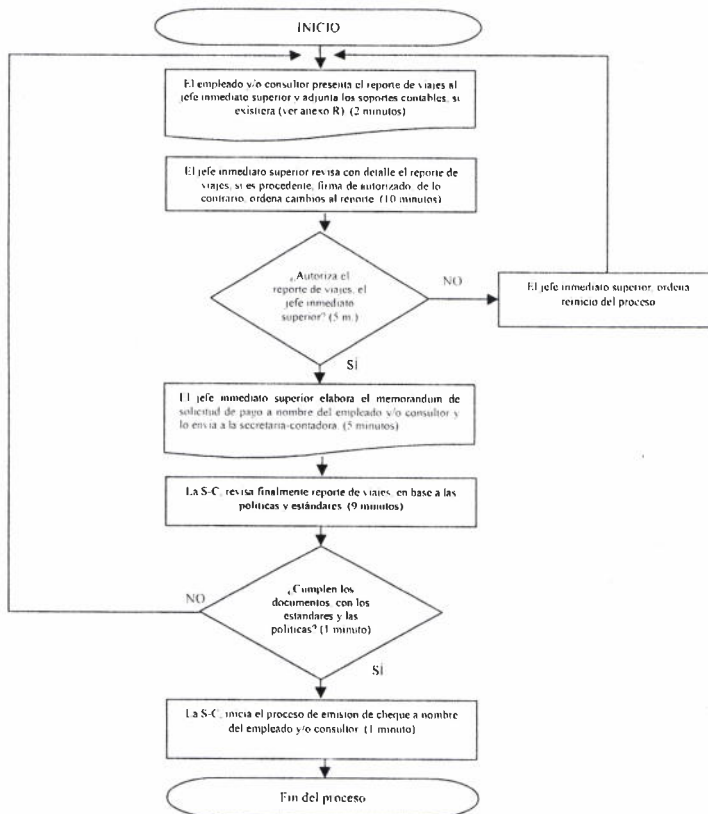 INICIO
El empleado y/o consultor presenta el reporte de viajes al
jefe inmediato superior y adjunta los soportes contables, si
existiera (ver anexo R). (2 minutos)
El jefe inmediato superior revisa con detalle el reporte de
viajes, si es procedente, firma de autorizado, de lo
contrario, ordena cambios al reporte. (10 minutos)
¿Autoriza el
reporte de viajes, el
jefe inmediato
superior? (5 m.)
NO
El jefe inmediato superior, ordena
reinicio del proceso
SÍ
El jefe inmediato superior elabora el memorandum de
solicitud de pago a nombre del empleado y/o consultor y
lo envia a la secretaria-contadora. (5 minutos)
La S-C, revisa finalmente reporte de viajes, en base a las
políticas y estándares. (9 minutos)
¿Cumplen los
documentos, con los
estandares y las
politicas? (1 minuto)
NO
SÍ
La S-C, inicia el proceso de emision de cheque a nombre
del empleado y/o consultor. (1 minuto)
Fin del proceso